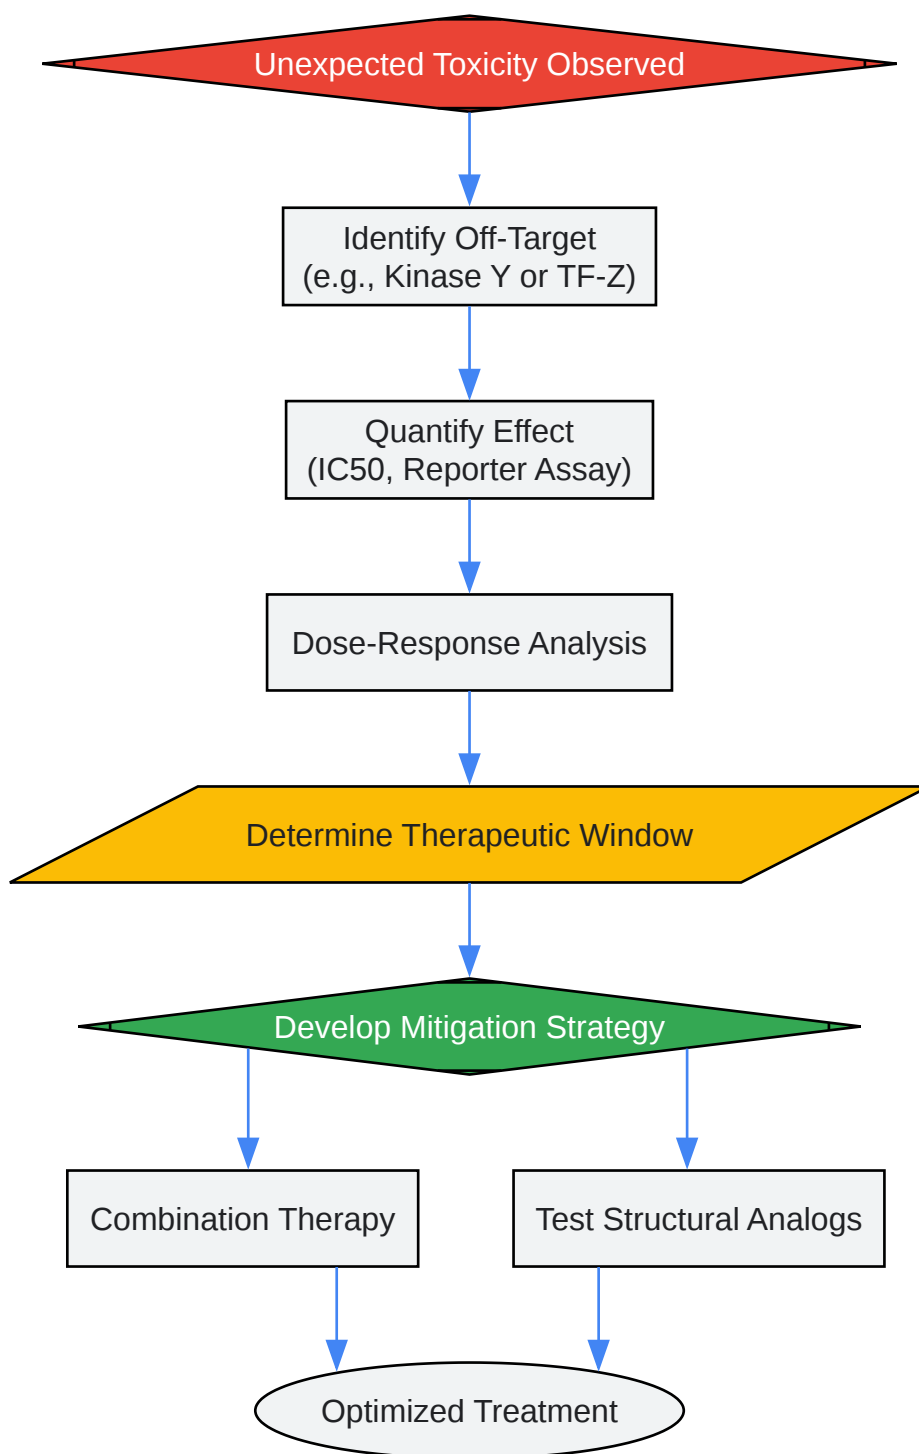 Unexpected Toxicity Observed
Identify Off-Target
(e.g., Kinase Y or TF-Z)
Quantify Effect
(IC50, Reporter Assay)
Dose-Response Analysis
Determine Therapeutic Window
Develop Mitigation Strategy
Combination Therapy
Test Structural Analogs
Optimized Treatment